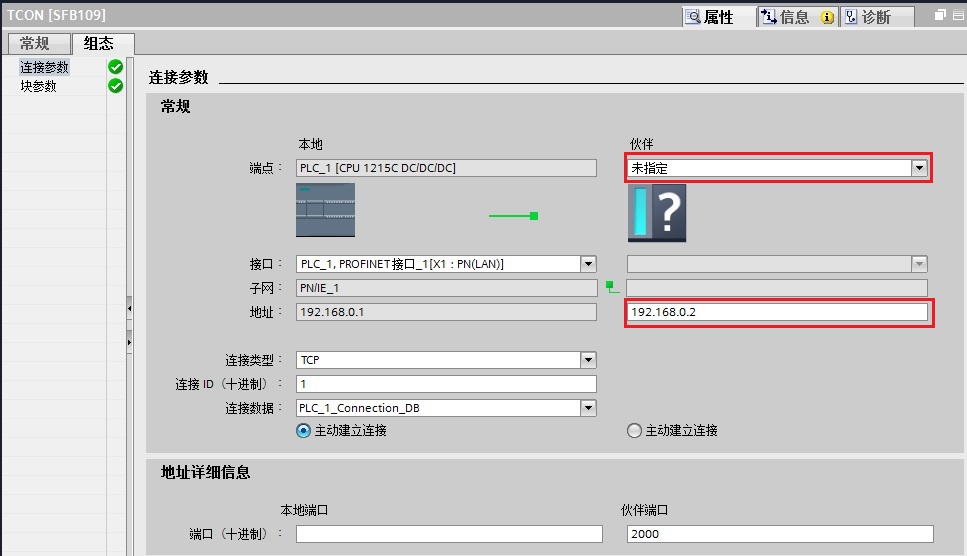 TCON [SFB109]
属性 信息 诊断
常规 组态
连接参数
块参数
连接参数
常规
本地 伙伴
端点： PLC_1 [CPU 1215C DC/DC/DC] 未指定
?
接口： PLC_1, PROFINET接口_1[X1 : PN(LAN)]
子网： PN/IE_1
地址： 192.168.0.1 192.168.0.2
连接类型： TCP
连接 ID（十进制）： 1
连接数据： PLC_1_Connection_DB
主动建立连接 主动建立连接
地址详细信息
本地端口 伙伴端口
端口（十进制）： 2000